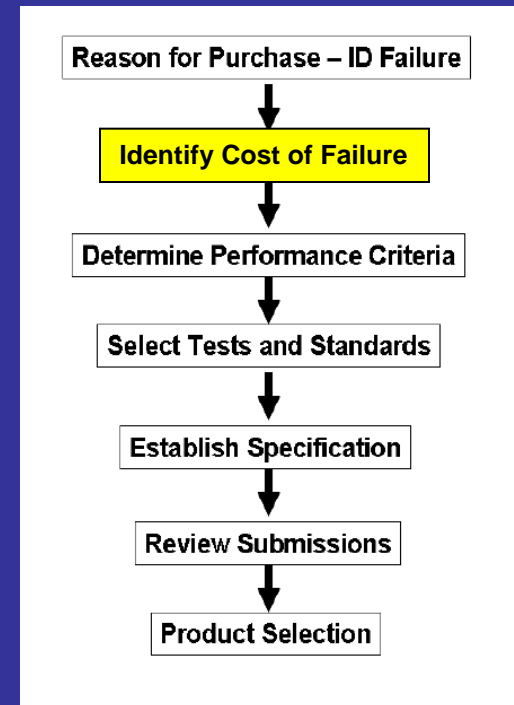 Reason for Purchase – ID Failure
Identify Cost of Failure
Determine Performance Criteria
Select Tests and Standards
Establish Specification
Review Submissions
Product Selection